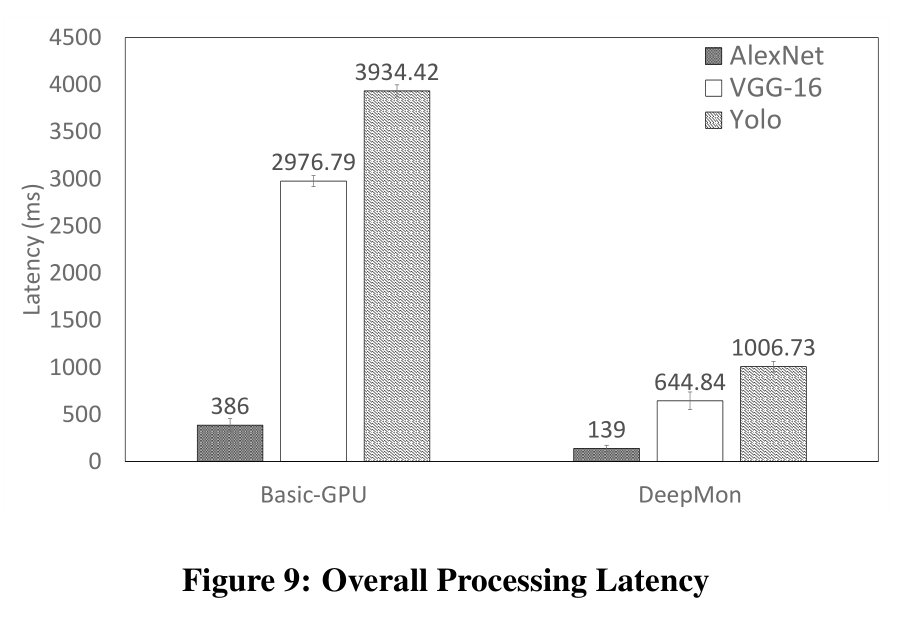 4500
4000
3500
3000
2500
2000
1500
1000
500
0
Latency (ms)
AlexNet
VGG-16
Yolo
386
2976.79
3934.42
139
644.84
1006.73
Basic-GPU
DeepMon
Figure 9: Overall Processing Latency